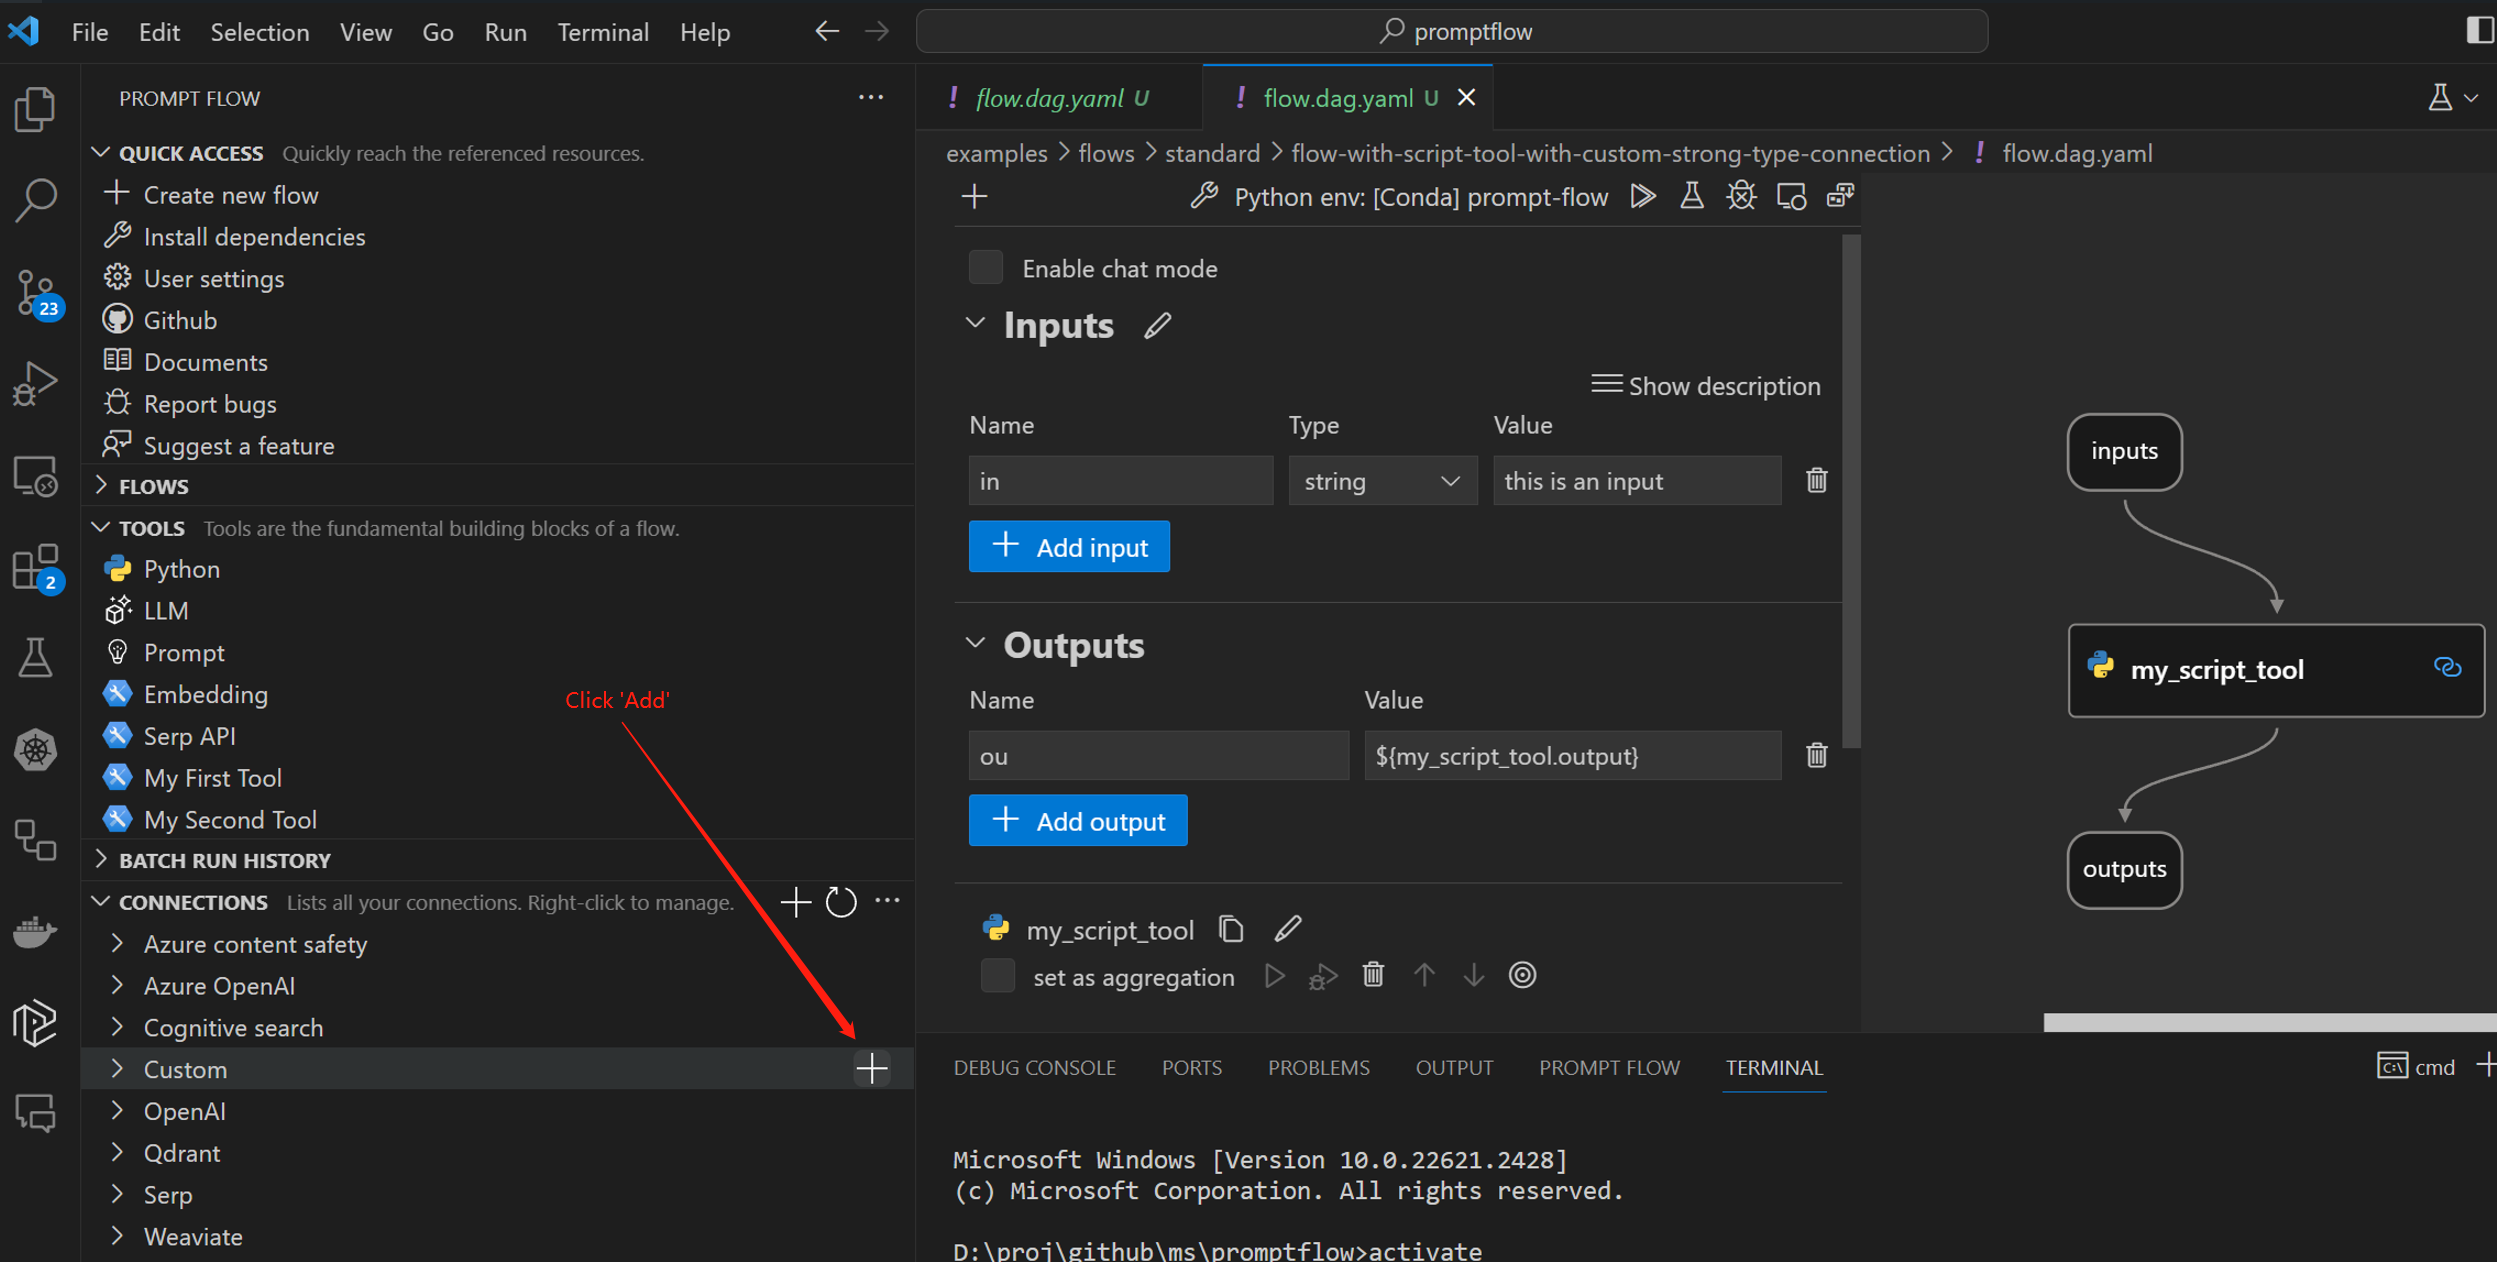 File Edit Selection View Go Run Terminal Help
promptflow
PROMPT FLOW
QUICK ACCESS Quickly reach the referenced resources.
Create new flow
Install dependencies
User settings
Github
Documents
Report bugs
Suggest a feature
FLOWS
TOOLS Tools are the fundamental building blocks of a flow.
Python
LLM
Prompt
Embedding
Serp API
My First Tool
My Second Tool
Click 'Add'
BATCH RUN HISTORY
CONNECTIONS Lists all your connections. Right-click to manage.
Azure content safety
Azure OpenAI
Cognitive search
Custom
OpenAI
Qdrant
Serp
Weaviate
23
2
! flow.dag.yaml U
! flow.dag.yaml U
examples > flows > standard > flow-with-script-tool-with-custom-strong-type-connection > ! flow.dag.yaml
Python env: [Conda] prompt-flow
Enable chat mode
Inputs
Show description
Name Type Value
in string this is an input
Add input
Outputs
Name Value
ou ${my_script_tool.output}
Add output
my_script_tool
set as aggregation
inputs
my_script_tool
outputs
DEBUG CONSOLE PORTS PROBLEMS OUTPUT PROMPT FLOW TERMINAL
cmd
Microsoft Windows [Version 10.0.22621.2428]
(c) Microsoft Corporation. All rights reserved.
D:\proj\github\ms\promptflow>activate